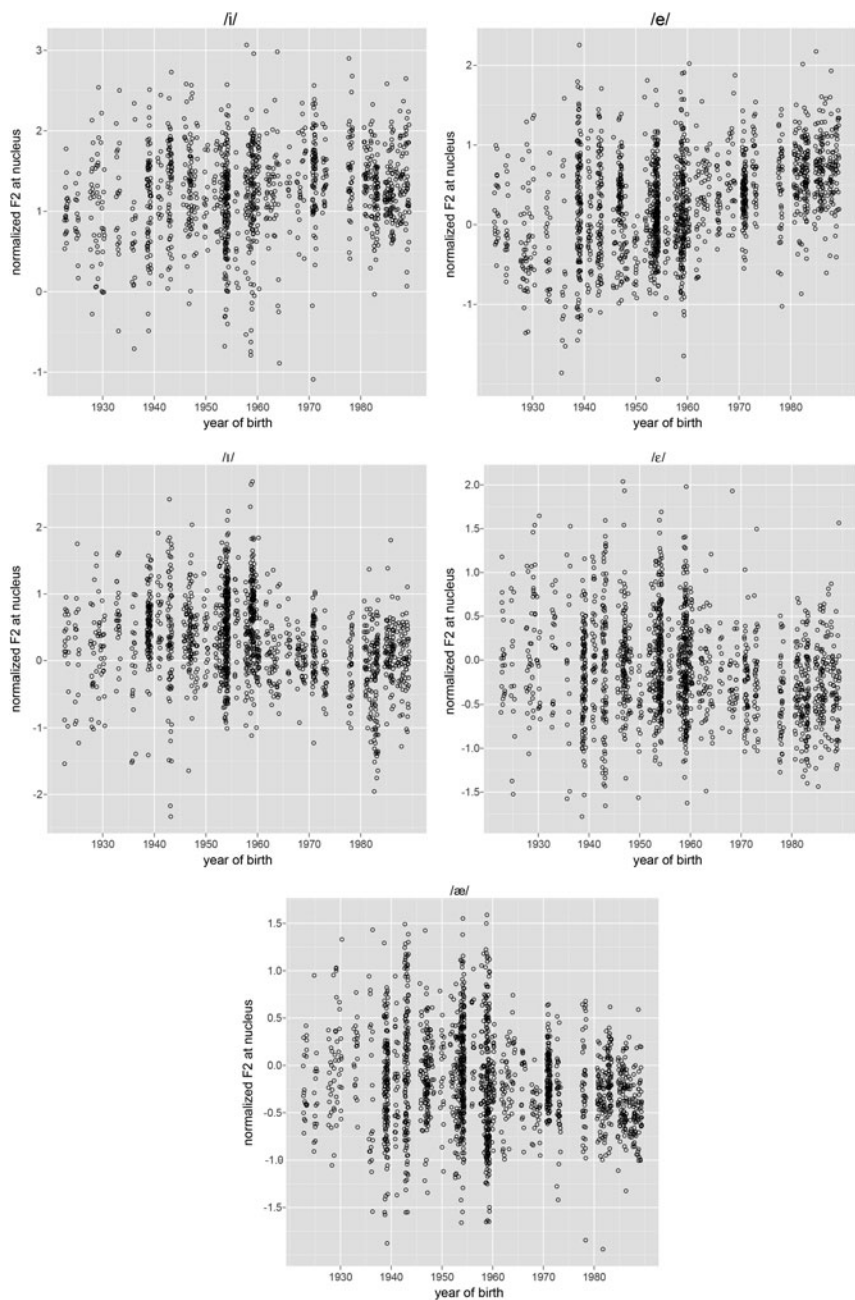 /i/
3
2
1
0
-1
normalized F2 at nucleus
1930 1940 1950 1960 1970 1980
year of birth
/e/
2
1
0
-1
normalized F2 at nucleus
1930 1940 1950 1960 1970 1980
year of birth
/ɪ/
2
1
0
-1
-2
normalized F2 at nucleus
1930 1940 1950 1960 1970 1980
year of birth
/ɛ/
2.0
1.5
1.0
0.5
0.0
-0.5
-1.0
-1.5
normalized F2 at nucleus
1930 1940 1950 1960 1970 1980
year of birth
/æ/
1.5
1.0
0.5
0.0
-0.5
-1.0
-1.5
normalized F2 at nucleus
1930 1940 1950 1960 1970 1980
year of birth